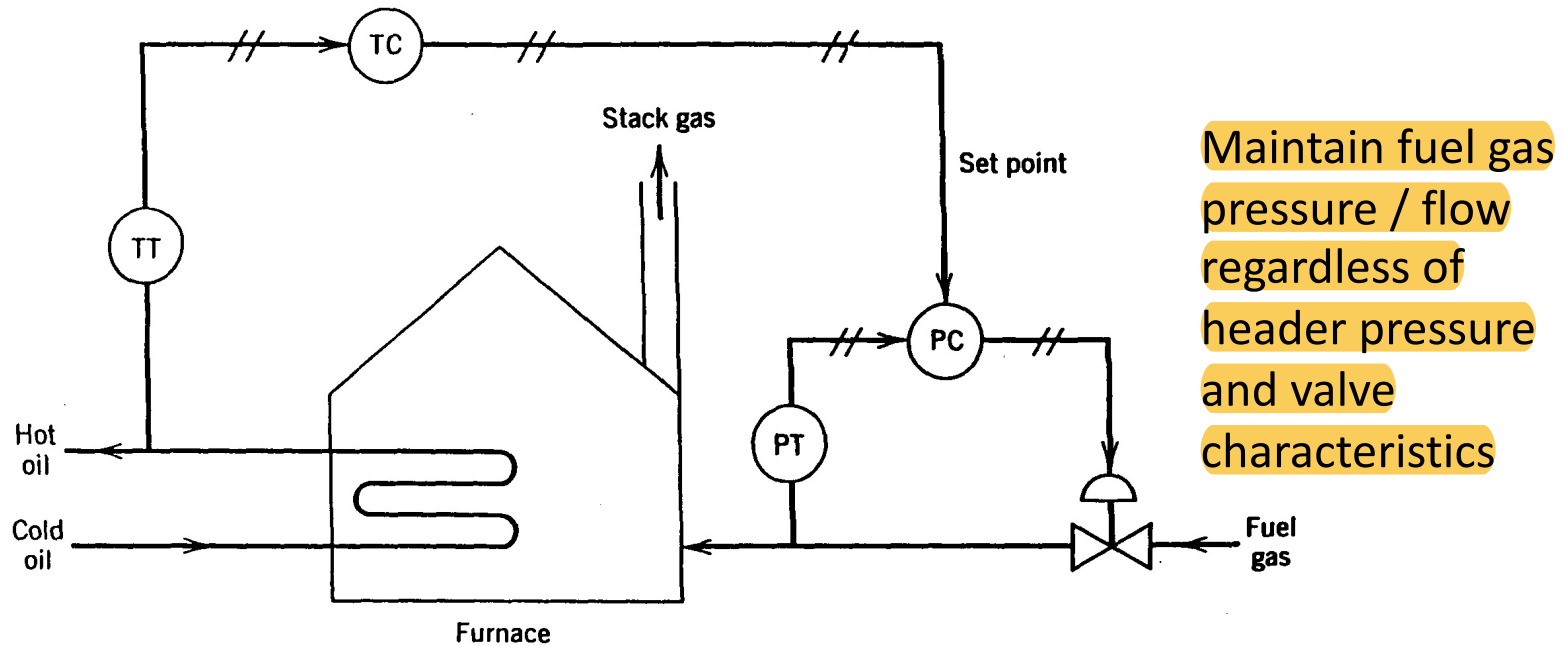 TC
Stack gas
Set point
Maintain fuel gas
pressure / flow
regardless of
header pressure
and valve
characteristics
TT
PC
PT
Hot
oil
Cold
oil
Fuel
gas
Furnace